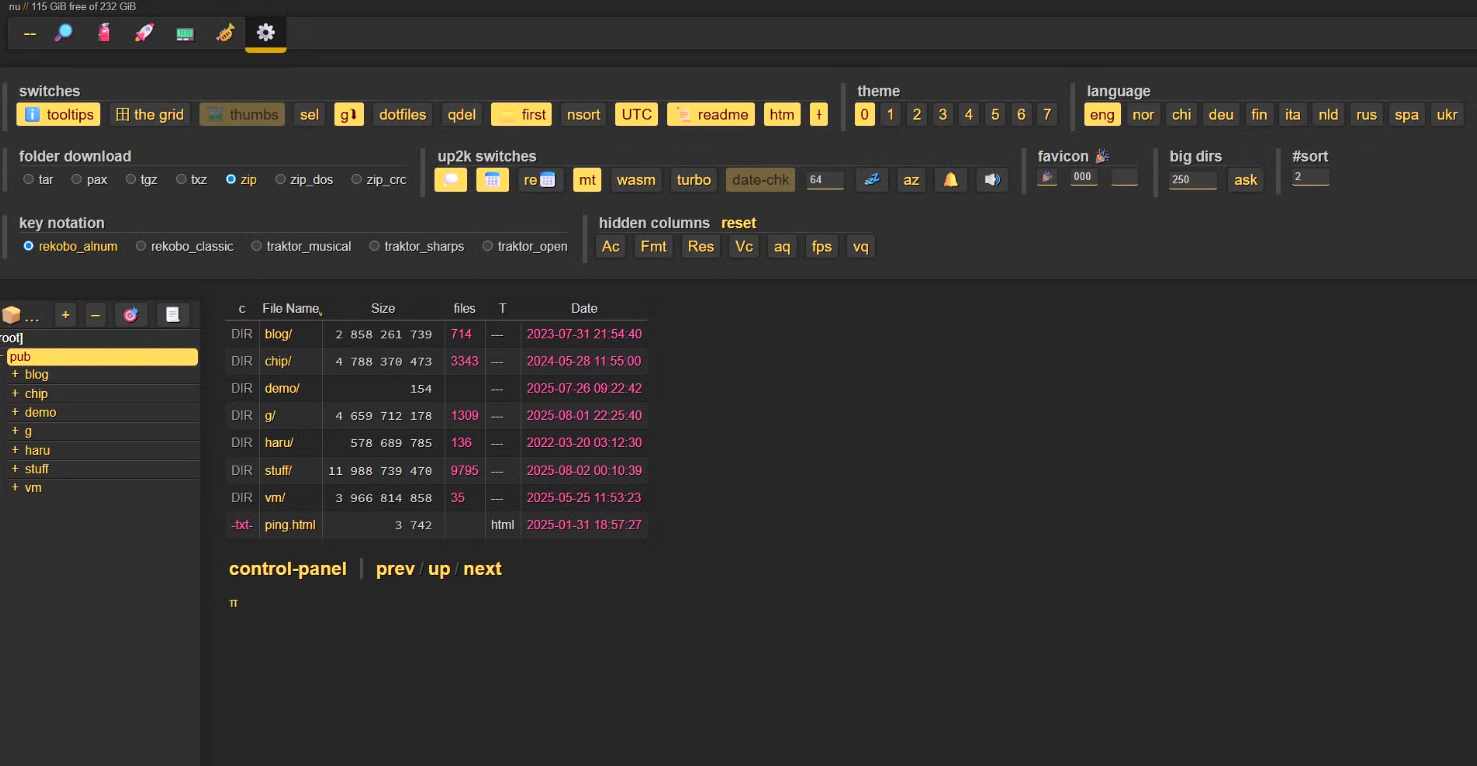 nu // 115 GiB free of 232 GiB
--
switches
tooltips 田 the grid thumbs sel g dotfiles qdel first nsort UTC readme htm ƚ
theme
0 1 2 3 4 5 6 7
language
eng nor chi deu fin ita nld rus spa ukr
folder download
tar pax tgz txz zip zip_dos zip_crc
up2k switches
re mt wasm turbo date-chk 64 az
favicon
000
big dirs
250 ask
#sort
2
key notation
rekobo_alnum rekobo_classic traktor_musical traktor_sharps traktor_open
hidden columns reset
Ac Fmt Res Vc aq fps vq
... + –
root]
pub
+ blog
+ chip
+ demo
+ g
+ haru
+ stuff
+ vm
c File Name Size files T Date
DIR blog/ 2 858 261 739 714 --- 2023-07-31 21:54:40
DIR chip/ 4 788 370 473 3343 --- 2024-05-28 11:55:00
DIR demo/ 154 --- 2025-07-26 09:22:42
DIR g/ 4 659 712 178 1309 --- 2025-08-01 22:25:40
DIR haru/ 578 689 785 136 --- 2022-03-20 03:12:30
DIR stuff/ 11 988 739 470 9795 --- 2025-08-02 00:10:39
DIR vm/ 3 966 814 858 35 --- 2025-05-25 11:53:23
-txt- ping.html 3 742 html 2025-01-31 18:57:27
control-panel | prev / up / next
π